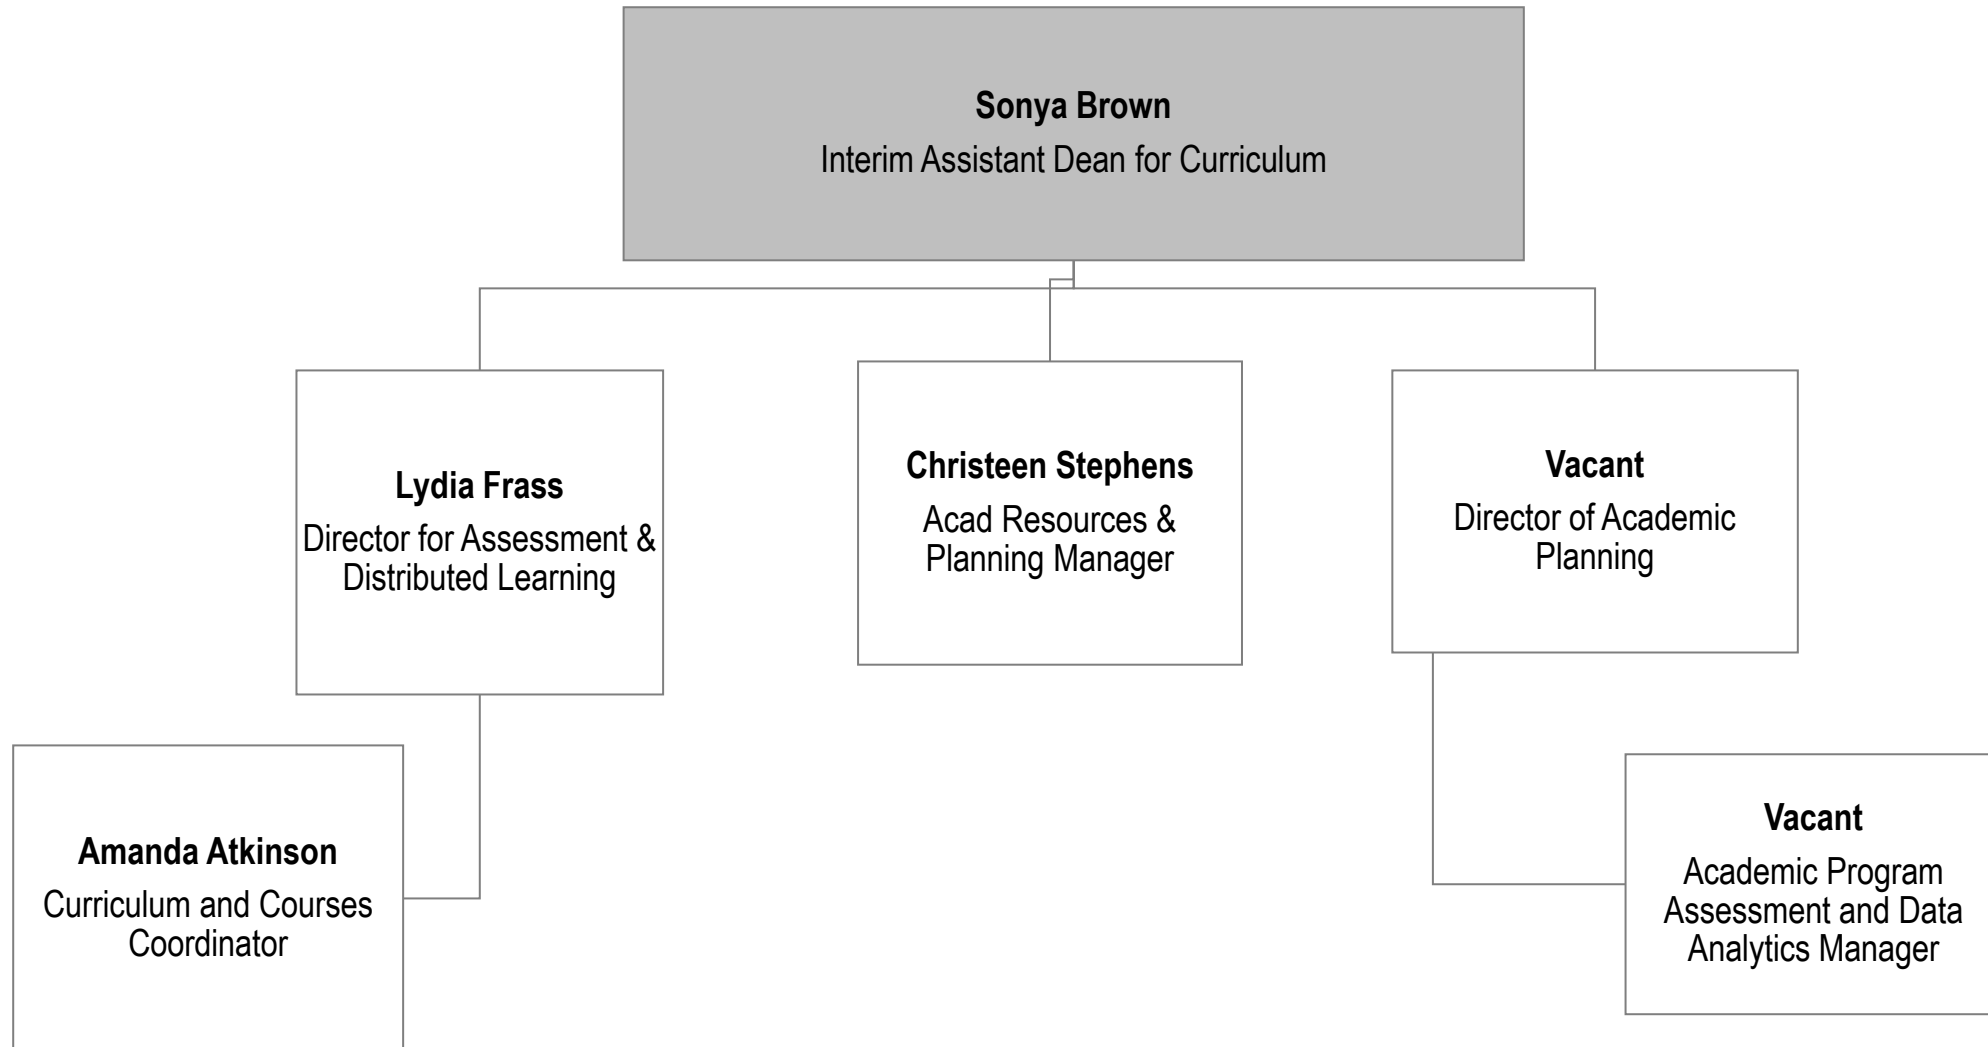 Sonya Brown
Interim Assistant Dean for Curriculum
Lydia Frass
Director for Assessment &
Distributed Learning
Christeen Stephens
Acad Resources &
Planning Manager
Vacant
Director of Academic
Planning
Amanda Atkinson
Curriculum and Courses
Coordinator
Vacant
Academic Program
Assessment and Data
Analytics Manager